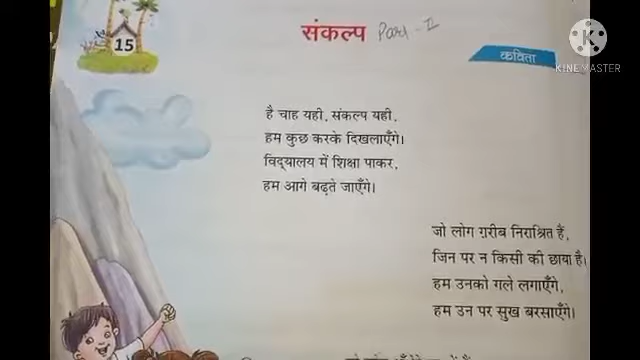 15
संकल्प Part - II
कविता
KINEMASTER
है चाह यही, संकल्प यही,
हम कुछ करके दिखलाएँगे।
विद्यालय में शिक्षा पाकर,
हम आगे बढ़ते जाएँगे।
जो लोग ग़रीब निराश्रित हैं,
जिन पर न किसी की छाया है।
हम उनको गले लगाएँगे,
हम उन पर सुख बरसाएँगे।